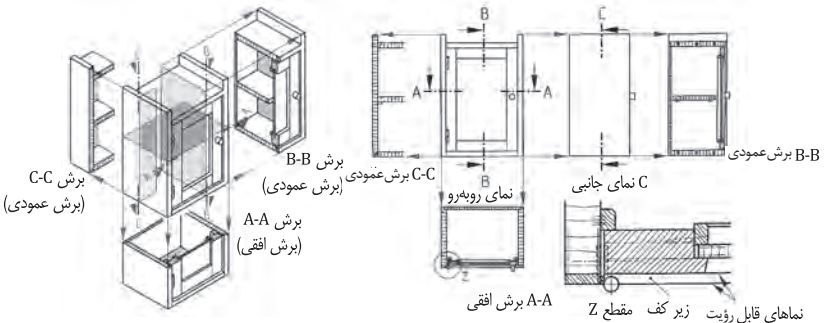 برش B-B
(برش عمودی)
برش C-C
(برش عمودی)
برش A-A
(برش افقی)
B
C
A
A
B
C
B-B برش‌عمودی
C-C برش‌عمودی
نمای روبه‌رو
نمای جانبی
Z
A-A برش افقی
مقطع Z
زیر کف
نماهای قابل رؤیت